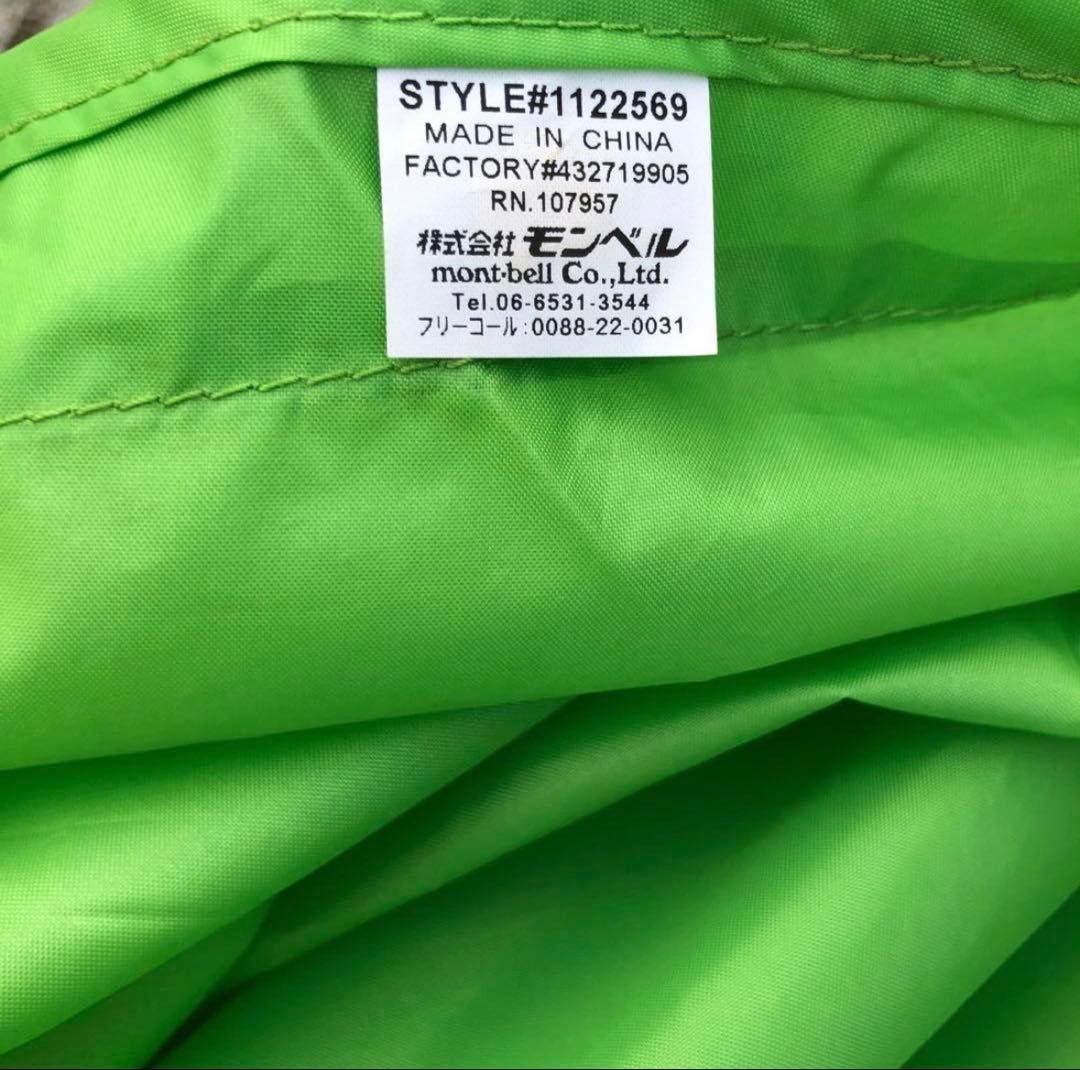 STYLE#1122569
MADE IN CHINA
FACTORY#432719905
RN.107957
株式会社 モンベル
mont·bell Co.,Ltd.
Tel.06-6531-3544
フリーコール:0088-22-0031